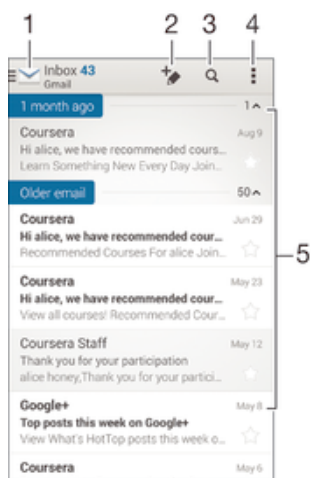 1 2 3 4
Inbox 43
Gmail
1 month ago 1
Coursera Aug 9
Hi alice, we have recommended cours...
Learn Something New Every Day Join...
Older email 50
Coursera Jun 29
Hi alice, we have recommended cour...
Recommended Courses For alice Join...
5
Coursera May 23
Hi alice, we have recommended cour...
View all courses! Recommended Cour...
Coursera Staff May 12
Thank you for your participation
alice honey,Thank you for your partici...
Google+ May 8
Top posts this week on Google+
View What's HotTop posts this week o...
Coursera May 6